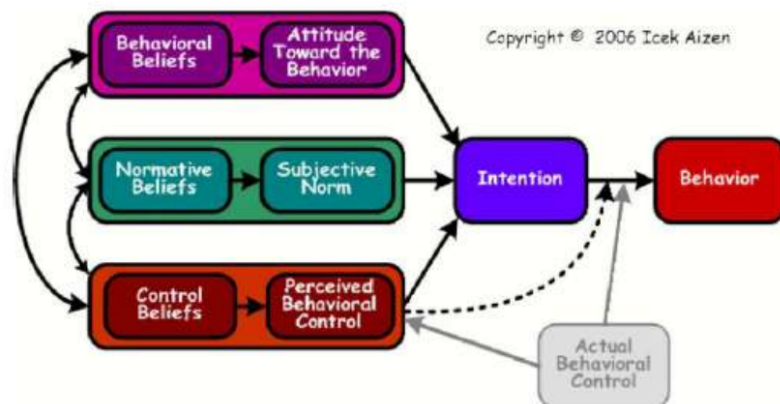 Behavioral
Beliefs
Attitude
Toward the
Behavior
Copyright © 2006 Icek Aizen
Normative
Beliefs
Subjective
Norm
Intention
Behavior
Control
Beliefs
Perceived
Behavioral
Control
Actual
Behavioral
Control